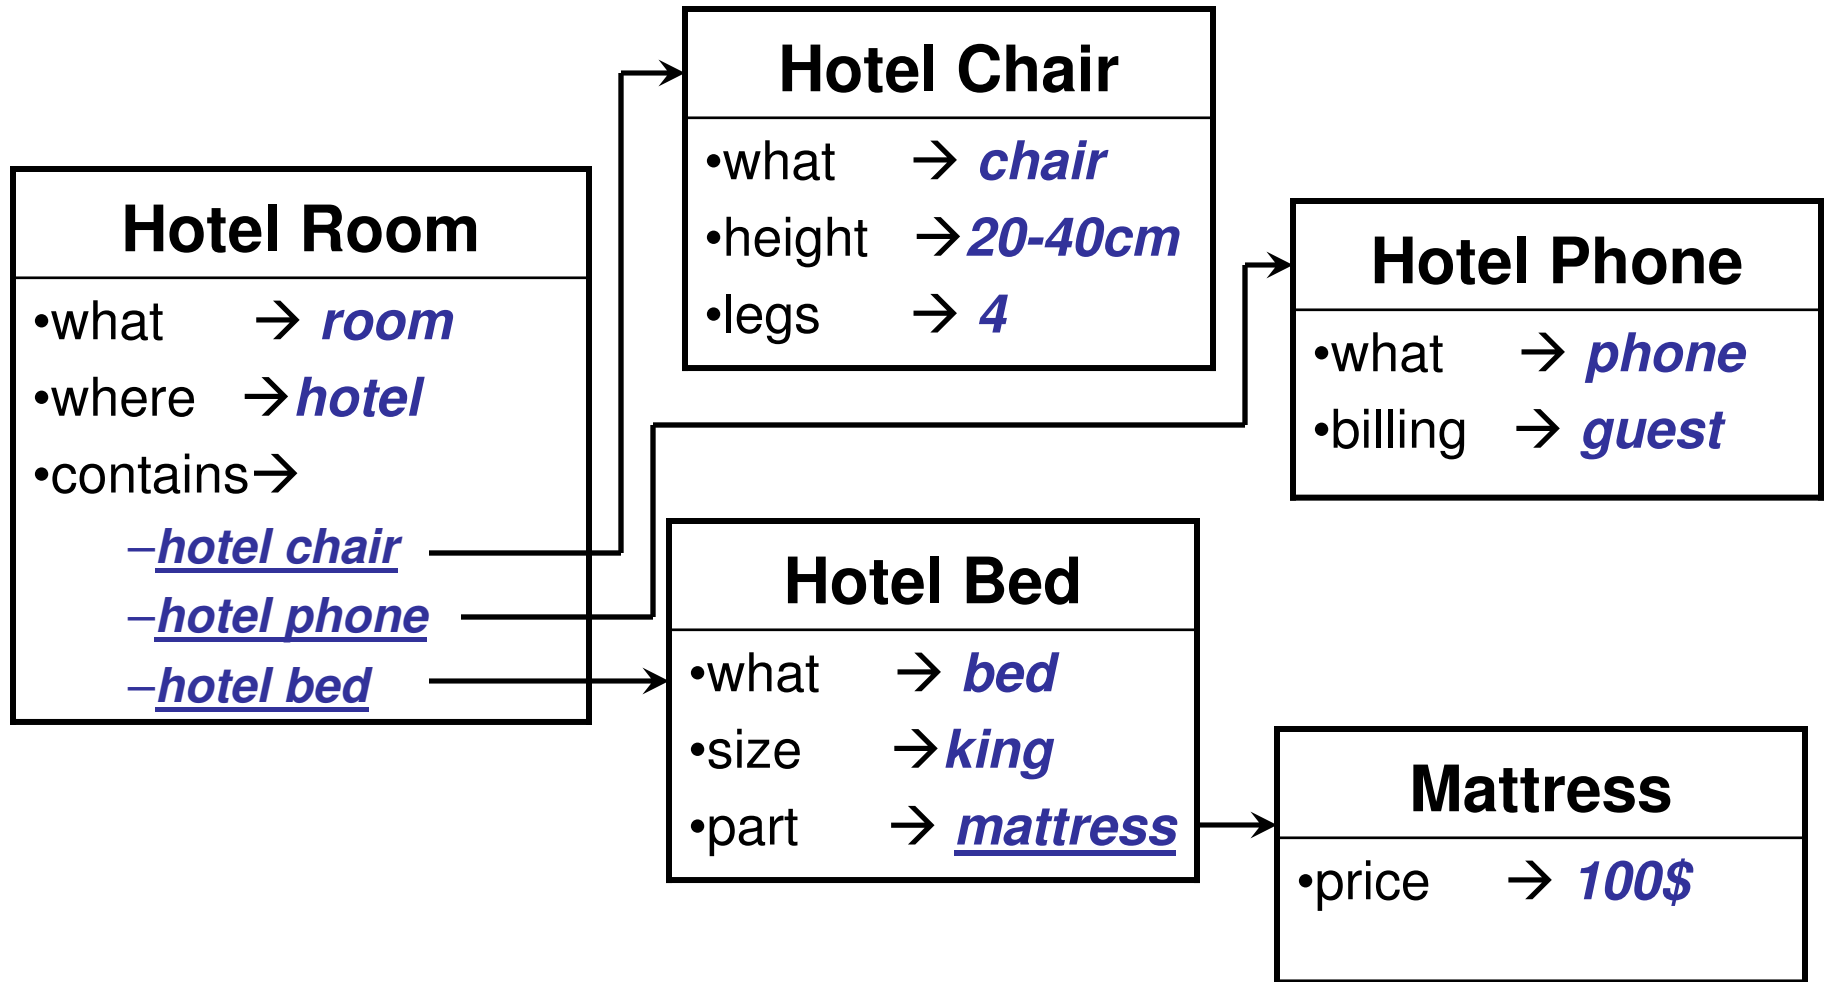 Hotel Room
•what → room
•where → hotel
•contains →
–hotel chair
–hotel phone
–hotel bed
Hotel Chair
•what → chair
•height → 20-40cm
•legs → 4
Hotel Phone
•what → phone
•billing → guest
Hotel Bed
•what → bed
•size → king
•part → mattress
Mattress
•price → 100$